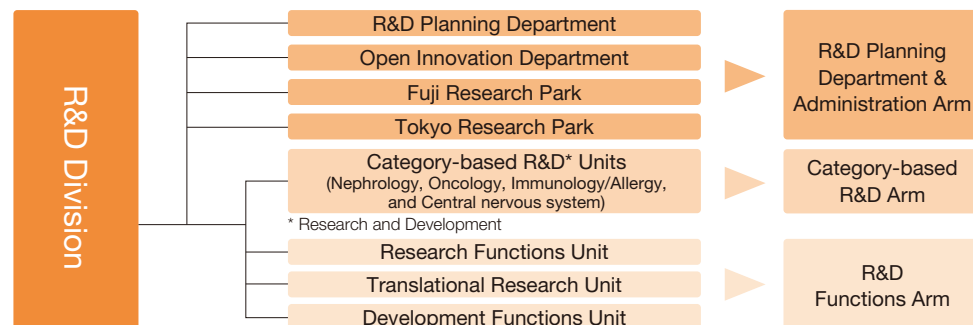 R&D Division
R&D Planning Department
Open Innovation Department
Fuji Research Park
Tokyo Research Park
Category-based R&D* Units
(Nephrology, Oncology, Immunology/Allergy,
and Central nervous system)
* Research and Development
Research Functions Unit
Translational Research Unit
Development Functions Unit
R&D Planning
Department &
Administration Arm
Category-based
R&D Arm
R&D
Functions Arm